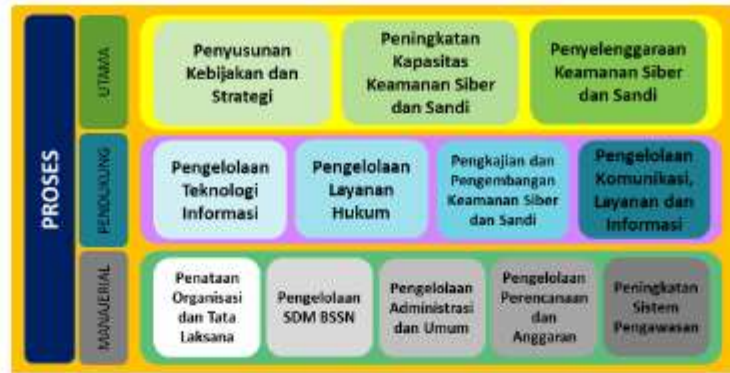 PROSES
UTAMA
Penyusunan
Kebijakan dan
Strategi
Peningkatan
Kapasitas
Keamanan Siber
dan Sandi
Penyelenggaraan
Keamanan Siber
dan Sandi
PENDUKUNG
Pengelolaan
Teknologi
Informasi
Pengelolaan
Layanan
Hukum
Pengkajian dan
Pengembangan
Keamanan Siber
dan Sandi
Pengelolaan
Komunikasi,
Layanan dan
Informasi
MANAJERIAL
Penataan
Organisasi
dan Tata
Laksana
Pengelolaan
SDM BSSN
Pengelolaan
Administrasi
dan Umum
Pengelolaan
Perencanaan
dan
Anggaran
Peningkatan
Sistem
Pengawasan